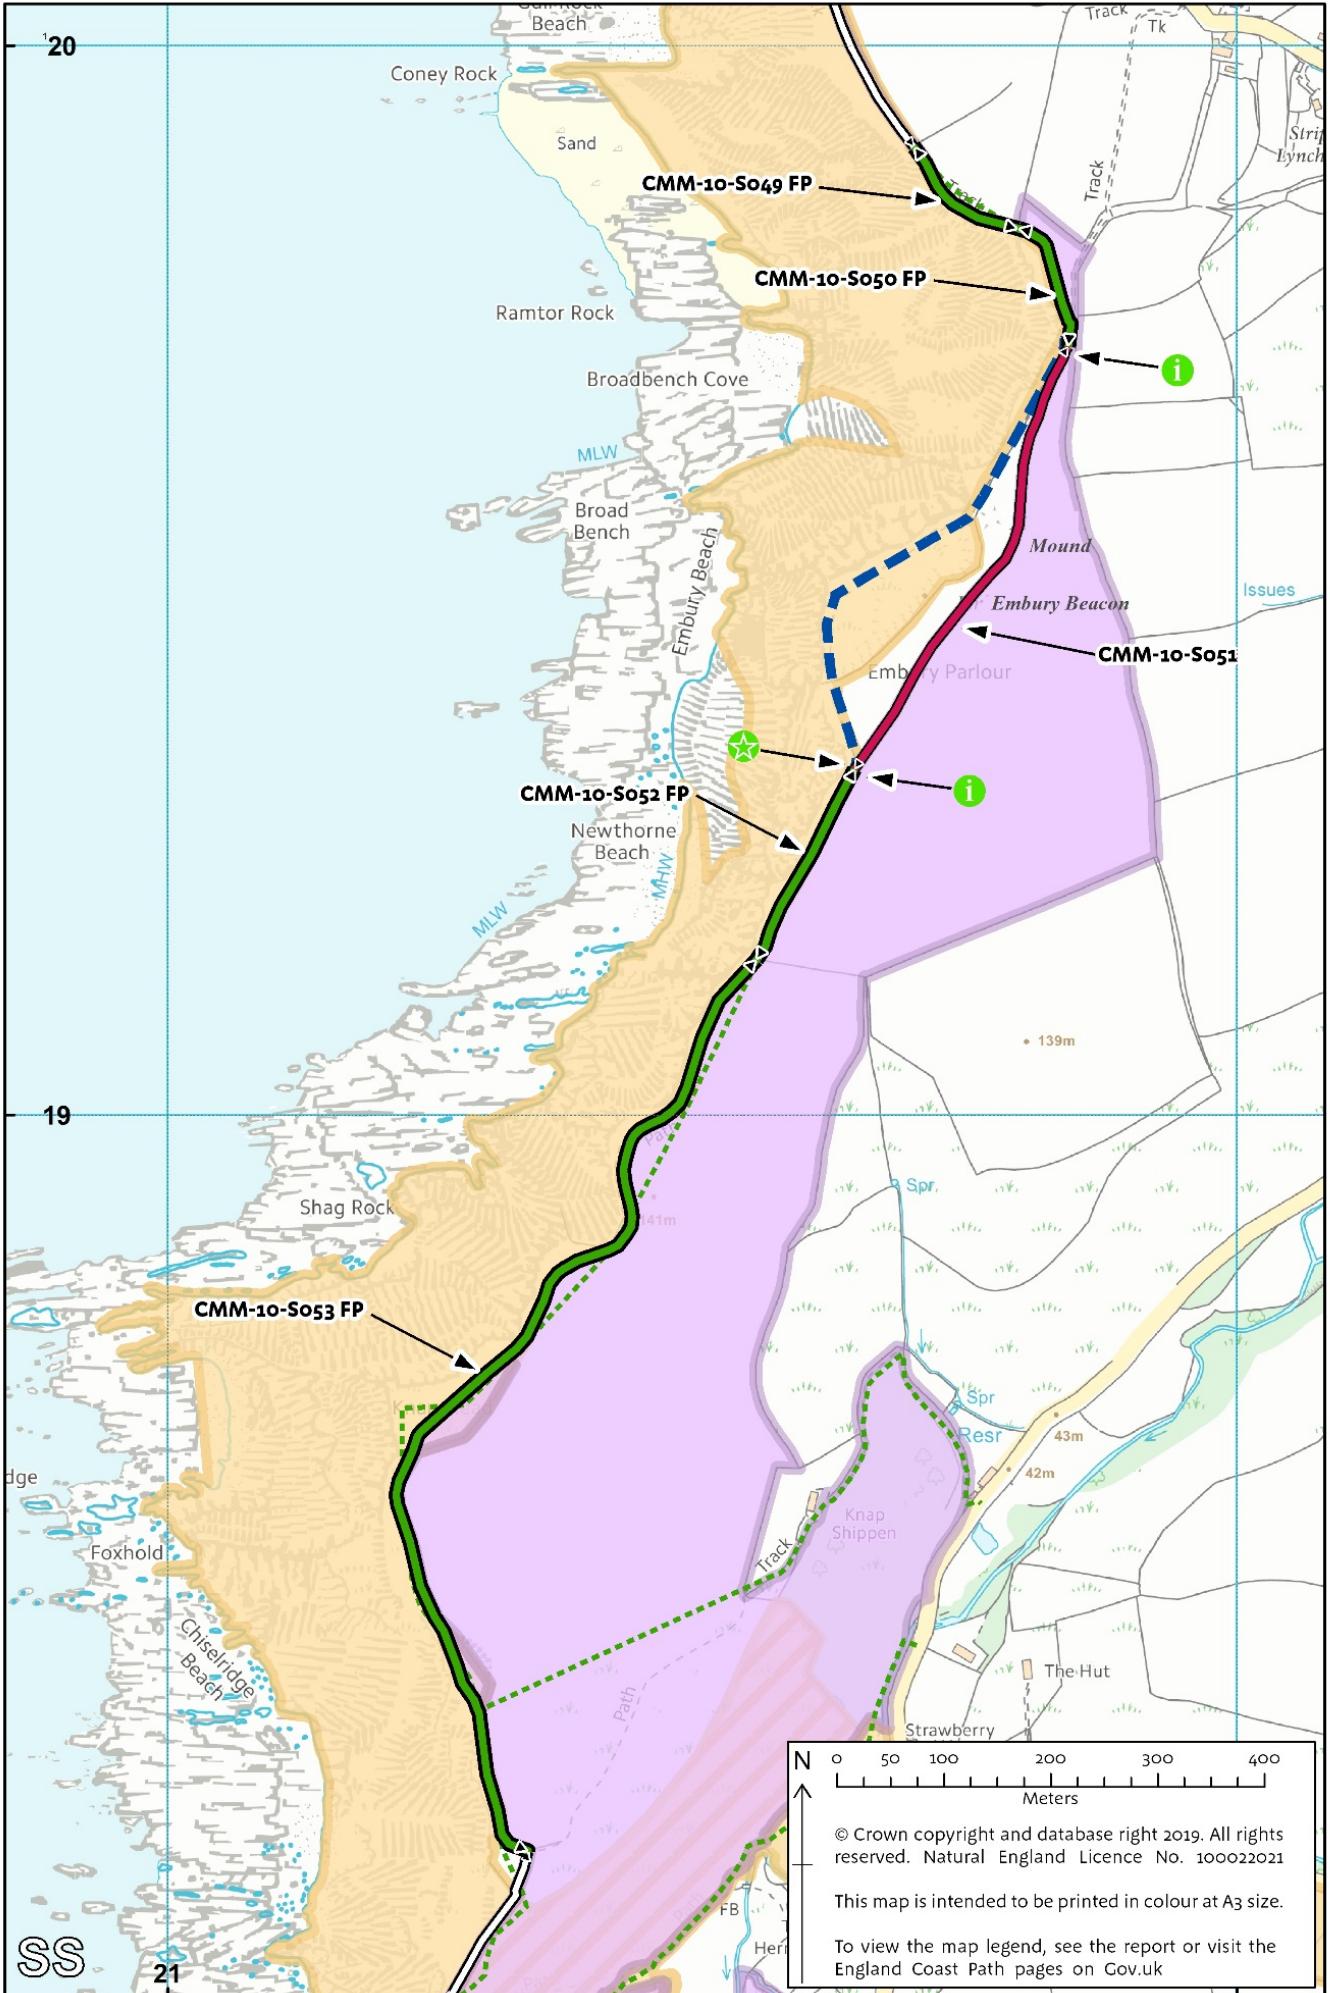 Beach
20
Track
Tk
Coney Rock
Sand
Strip
Lynch
CMM-10-S049 FP
Track
Track
CMM-10-S050 FP
Ramtor Rock
i
Broadbench Cove
MLW
Broad
Bench
Embury Beach
Mound
Issues
Embury Beacon
CMM-10-S051
Embury Parlour
CMM-10-S052 FP
i
Newthorne
Beach
MHW
MLW
139m
19
Path
Spr
141m
Shag Rock
CMM-10-S053 FP
Spr
Resr
43m
42m
dge
Knap
Shippen
Foxhold
Track
Chiselridge
Beach
The Hut
Path
Strawberry
N
0 50 100 200 300 400
Meters
© Crown copyright and database right 2019. All rights
reserved. Natural England Licence No. 100022021
This map is intended to be printed in colour at A3 size.
To view the map legend, see the report or visit the
England Coast Path pages on Gov.uk
FB
Herr
SS
21